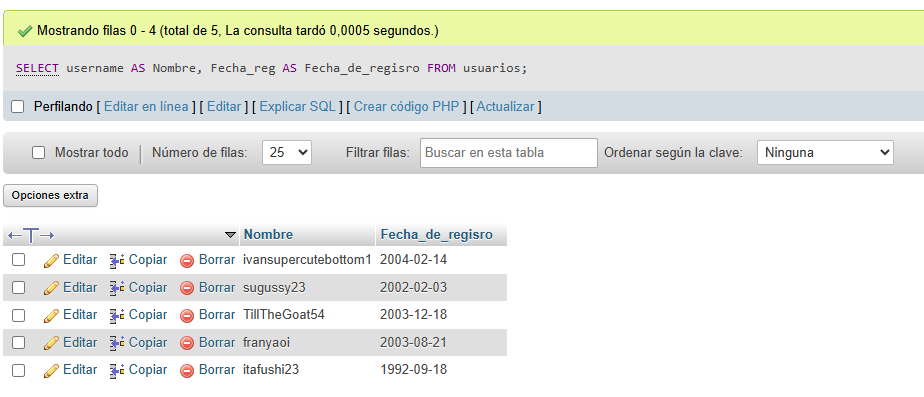 Mostrando filas 0 - 4 (total de 5, La consulta tardó 0,0005 segundos.)
SELECT username AS Nombre, Fecha_reg AS Fecha_de_regisro FROM usuarios;
Perfilando [ Editar en línea ] [ Editar ] [ Explicar SQL ] [ Crear código PHP ] [ Actualizar ]
Mostrar todo Número de filas: 25 Filtrar filas: Buscar en esta tabla Ordenar según la clave: Ninguna
Opciones extra
←T→ Nombre Fecha_de_regisro
Editar Copiar Borrar ivansupercutebottom1 2004-02-14
Editar Copiar Borrar sugussy23 2002-02-03
Editar Copiar Borrar TillTheGoat54 2003-12-18
Editar Copiar Borrar franyaoi 2003-08-21
Editar Copiar Borrar itafushi23 1992-09-18